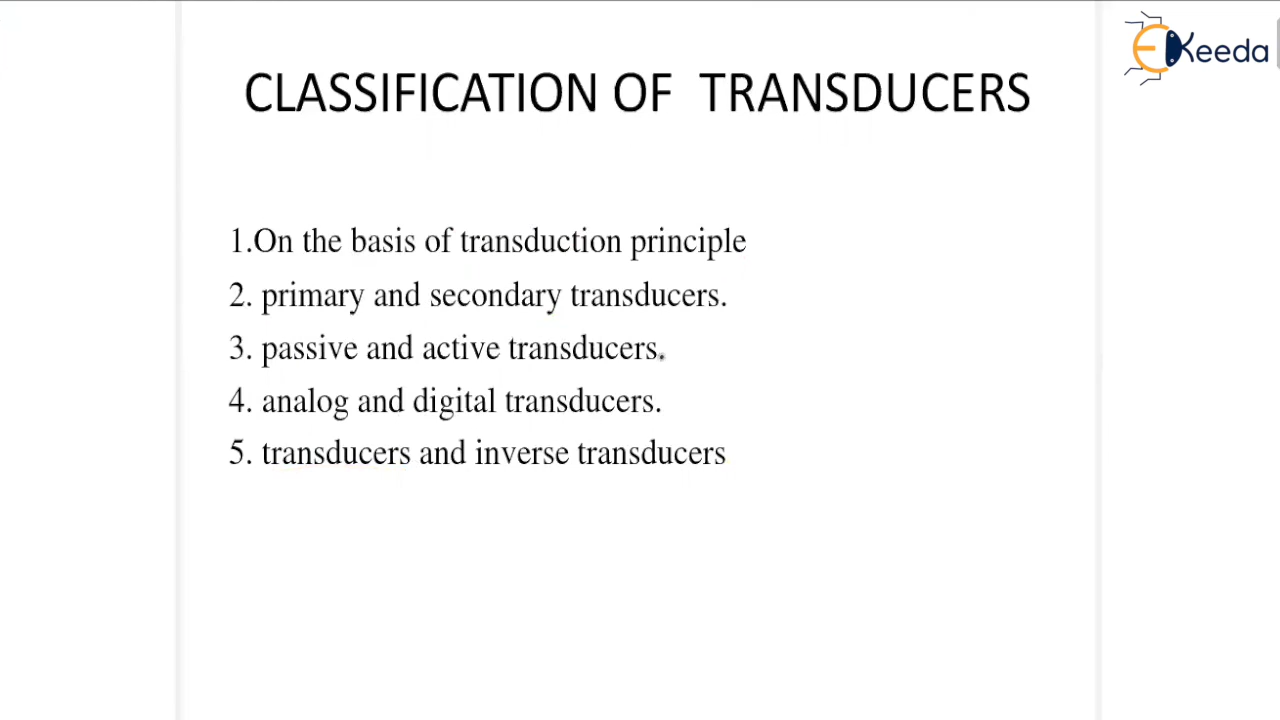 EKeeda
CLASSIFICATION OF TRANSDUCERS
1.On the basis of transduction principle
2. primary and secondary transducers.
3. passive and active transducers.
4. analog and digital transducers.
5. transducers and inverse transducers